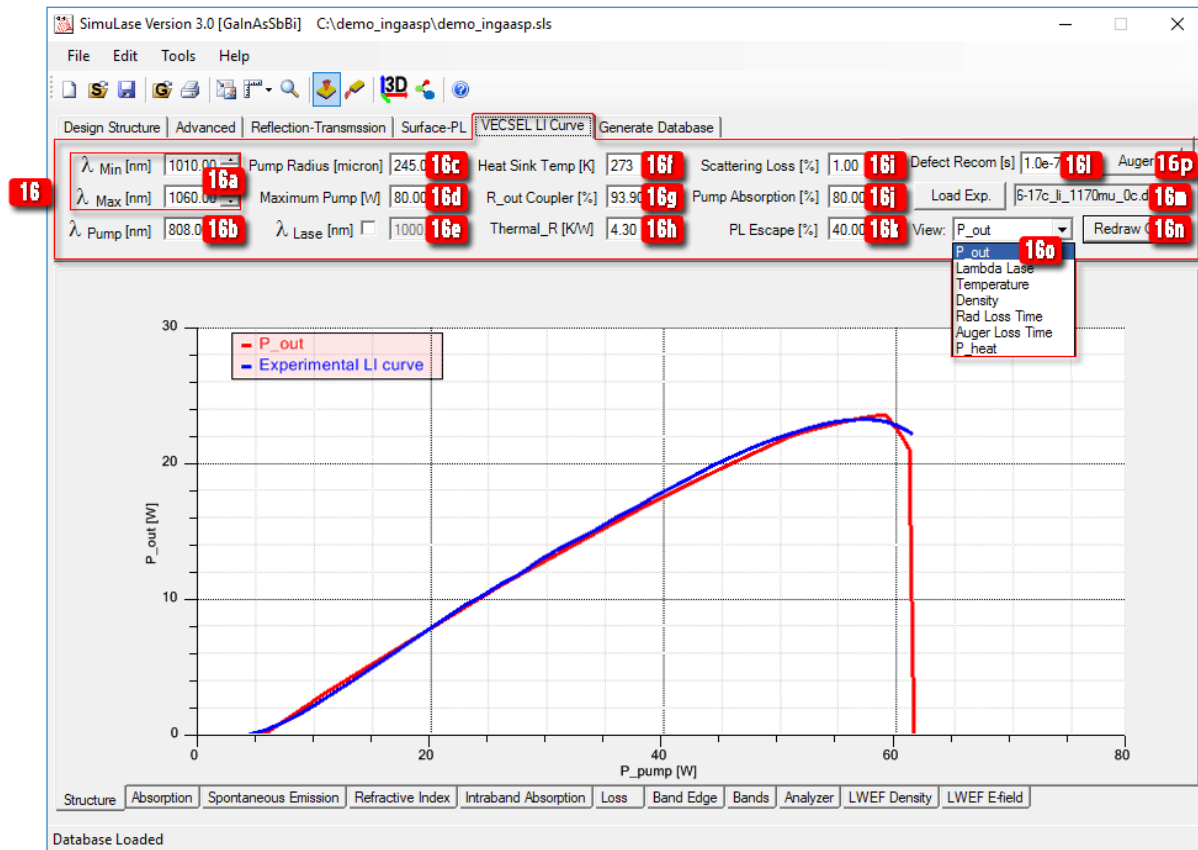 SimuLase Version 3.0 [GaInAsSbBi] C:\demo_ingaasp\demo_ingaasp.sls
File Edit Tools Help
3D
Design Structure Advanced Reflection-Transmssion Surface-PL VECSEL LI Curve Generate Database
λ Min [nm] 1010.00 16a Pump Radius [micron] 245.0 16c Heat Sink Temp [K] 273 16f Scattering Loss [%] 1.00 16i Defect Recom [s] 1.0e-7 16l Auger 16p
16 λ Max [nm] 1060.00 Maximum Pump [W] 80.00 16d R_out Coupler [%] 93.90 16g Pump Absorption [%] 80.00 16j Load Exp. 6-17c_li_1170mu_0c.d 16m
λ Pump [nm] 808.0 16b λ Lase [nm] 1000 16e Thermal_R [K/W] 4.30 16h PL Escape [%] 40.00 16k View: P_out Redraw 16n
P_out 16o
Lambda Lase
Temperature
Density
Rad Loss Time
Auger Loss Time
P_heat
30
P_out
Experimental LI curve
20
P_out [W]
10
0
0 20 40 60 80
P_pump [W]
Structure Absorption Spontaneous Emission Refractive Index Intraband Absorption Loss Band Edge Bands Analyzer LWEF Density LWEF E-field
Database Loaded